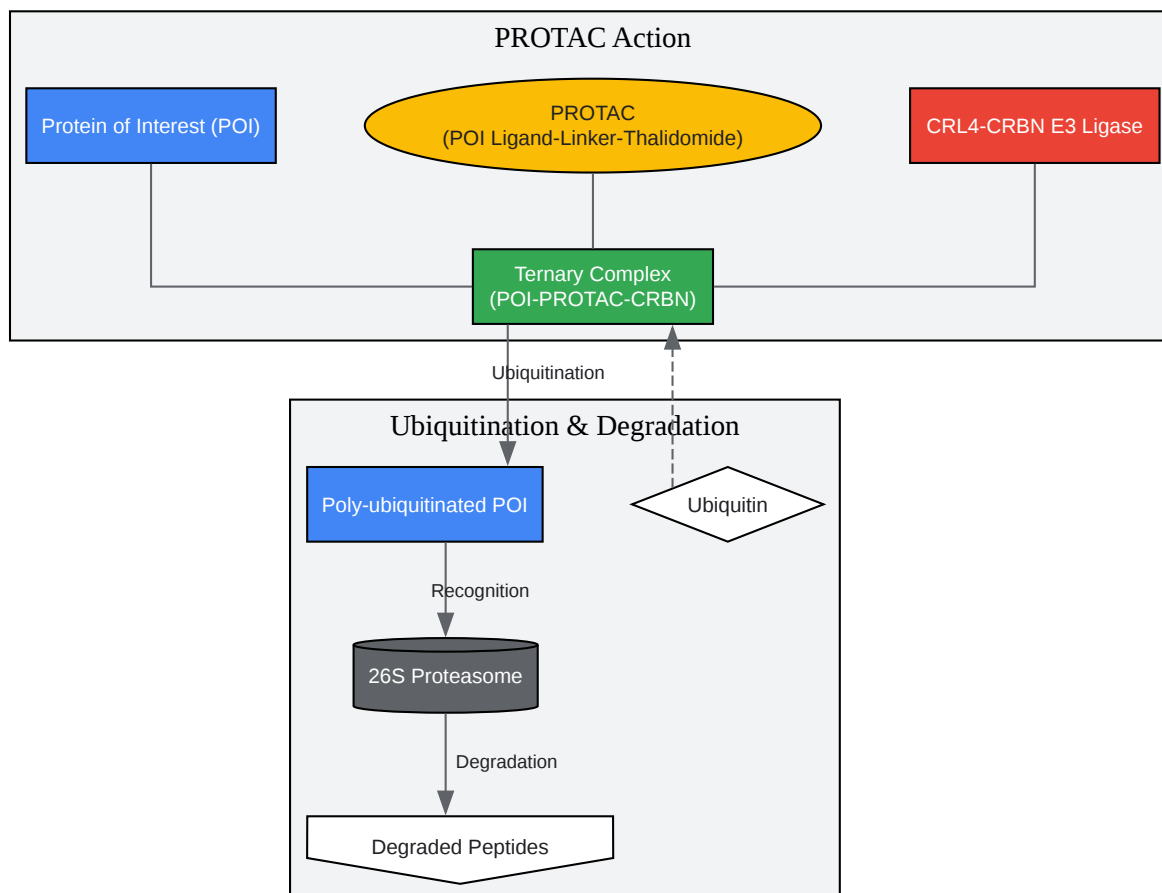 PROTAC Action
Protein of Interest (POI)
PROTAC
(POI Ligand-Linker-Thalidomide)
CRL4-CRBN E3 Ligase
Ternary Complex
(POI-PROTAC-CRBN)
Ubiquitination
Ubiquitination & Degradation
Poly-ubiquitinated POI
Ubiquitin
Recognition
26S Proteasome
Degradation
Degraded Peptides